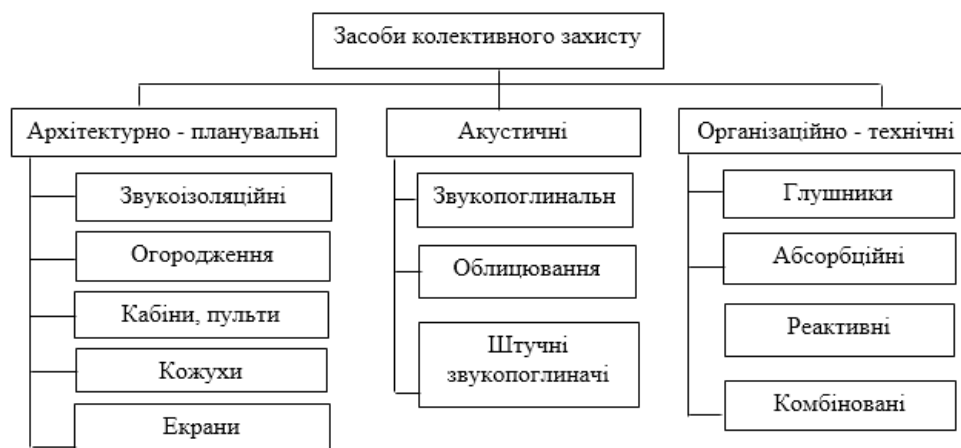 Засоби колективного захисту
Архітектурно - планувальні
Звукоізоляційні
Огородження
Кабіни, пульти
Кожухи
Екрани
Акустичні
Звукопоглинальн
Облицювання
Штучні
звукопоглиначі
Організаційно - технічні
Глушники
Абсорбційні
Реактивні
Комбіновані